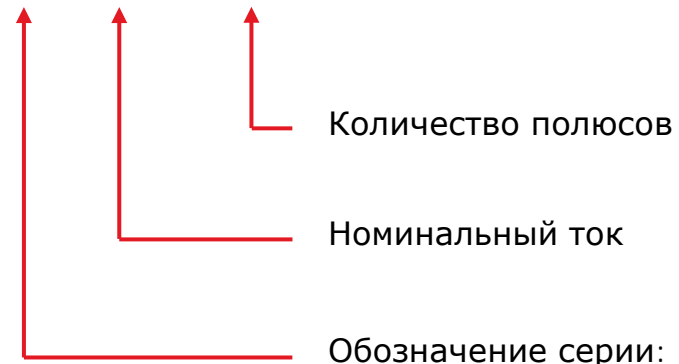 Количество полюсов
Номинальный ток
Обозначение серии: